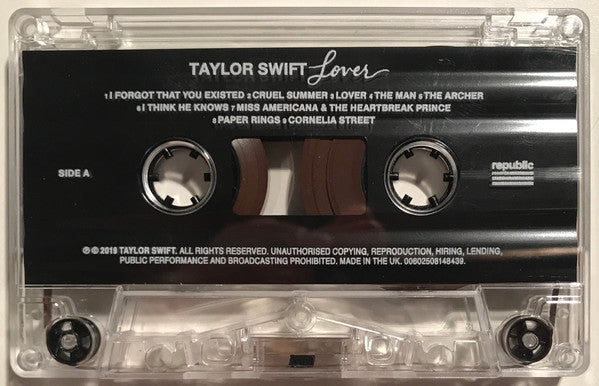 TAYLOR SWIFT Lover
1 I FORGOT THAT YOU EXISTED 2 CRUEL SUMMER 3 LOVER 4 THE MAN 5 THE ARCHER
6 I THINK HE KNOWS 7 MISS AMERICANA & THE HEARTBREAK PRINCE
8 PAPER RINGS 9 CORNELIA STREET
SIDE A
republic
℗ © 2019 TAYLOR SWIFT. ALL RIGHTS RESERVED. UNAUTHORISED COPYING, REPRODUCTION, HIRING, LENDING,
PUBLIC PERFORMANCE AND BROADCASTING PROHIBITED. MADE IN THE UK. 00602508148439.